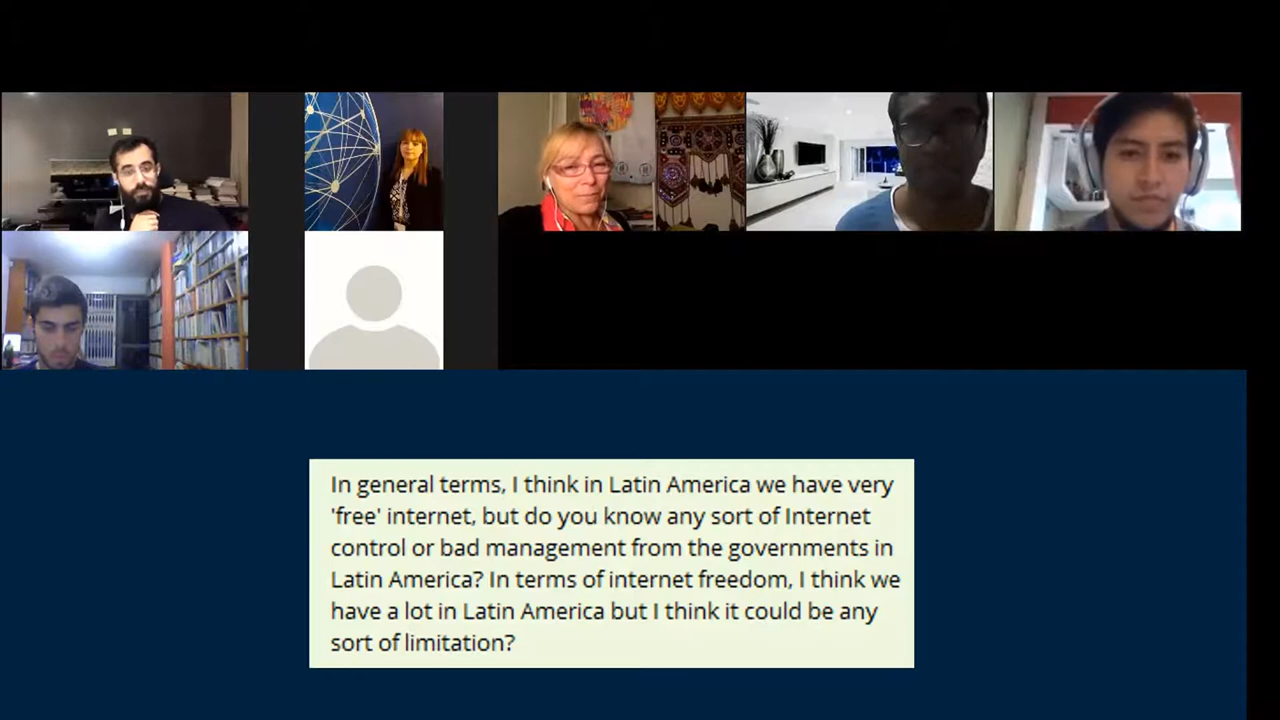 In general terms, I think in Latin America we have very
'free' internet, but do you know any sort of Internet
control or bad management from the governments in
Latin America? In terms of internet freedom, I think we
have a lot in Latin America but I think it could be any
sort of limitation?